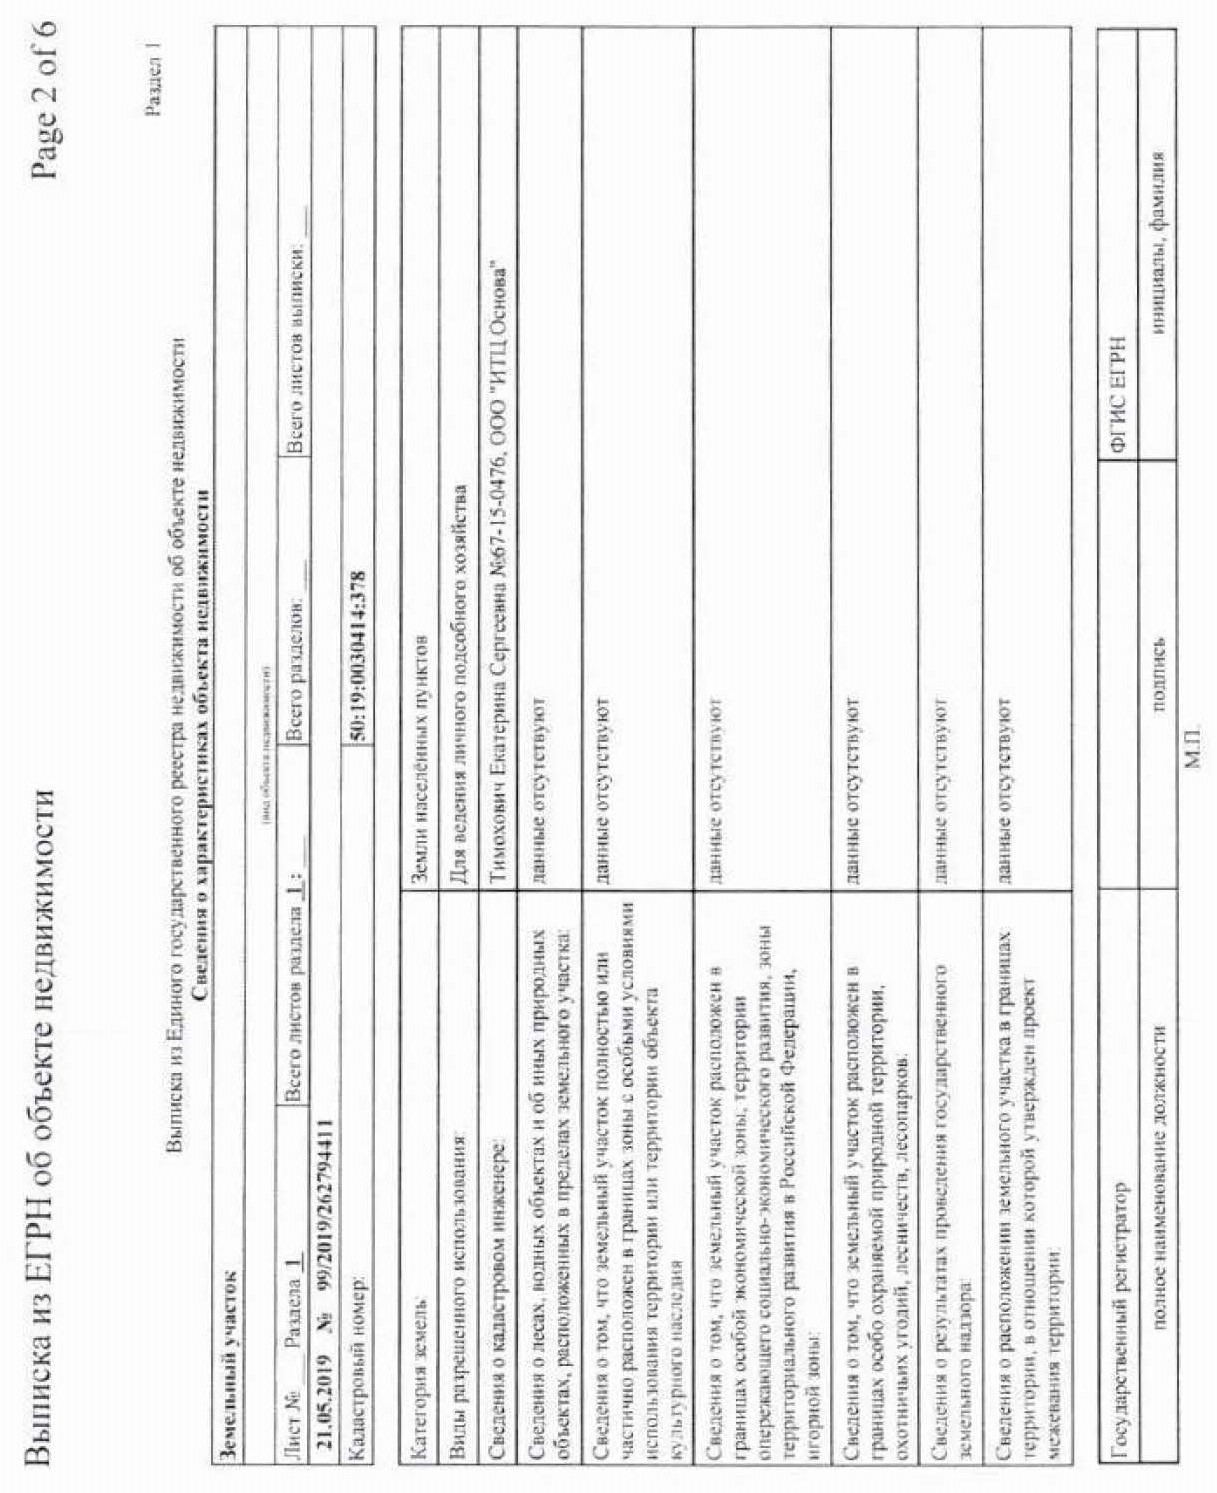 Выписка из ЕГРН об объекте недвижимости Page 2 of 6
Раздел 1
Выписка из Единого государственного реестра недвижимости об объекте недвижимости
Сведения о характеристиках объекта недвижимости
Земельный участок
(вид объекта недвижимости)
Лист № ___ Раздела 1 Всего листов раздела 1 : ___ Всего разделов: ___ Всего листов выписки: ___
21.05.2019 № 99/2019/262794411
Кадастровый номер: 50:19:0030414:378
Категория земель: Земли населённых пунктов
Виды разрешенного использования: Для ведения личного подсобного хозяйства
Сведения о кадастровом инженере: Тимохович Екатерина Сергеевна №67-15-0476, ООО "ИТЦ Основа"
Сведения о лесах, водных объектах и об иных природных
объектах, расположенных в пределах земельного участка: данные отсутствуют
Сведения о том, что земельный участок полностью или
частично расположен в границах зоны с особыми условиями
использования территории или территории объекта
культурного наследия данные отсутствуют
Сведения о том, что земельный участок расположен в
границах особой экономической зоны, территории
опережающего социально-экономического развития, зоны
территориального развития в Российской Федерации,
игорной зоны: данные отсутствуют
Сведения о том, что земельный участок расположен в
границах особо охраняемой природной территории,
охотничьих угодий, лесничеств, лесопарков: данные отсутствуют
Сведения о результатах проведения государственного
земельного надзора: данные отсутствуют
Сведения о расположении земельного участка в границах
территории, в отношении которой утвержден проект
межевания территории: данные отсутствуют
Государственный регистратор ФГИС ЕГРН
полное наименование должности подпись инициалы, фамилия
М.П.